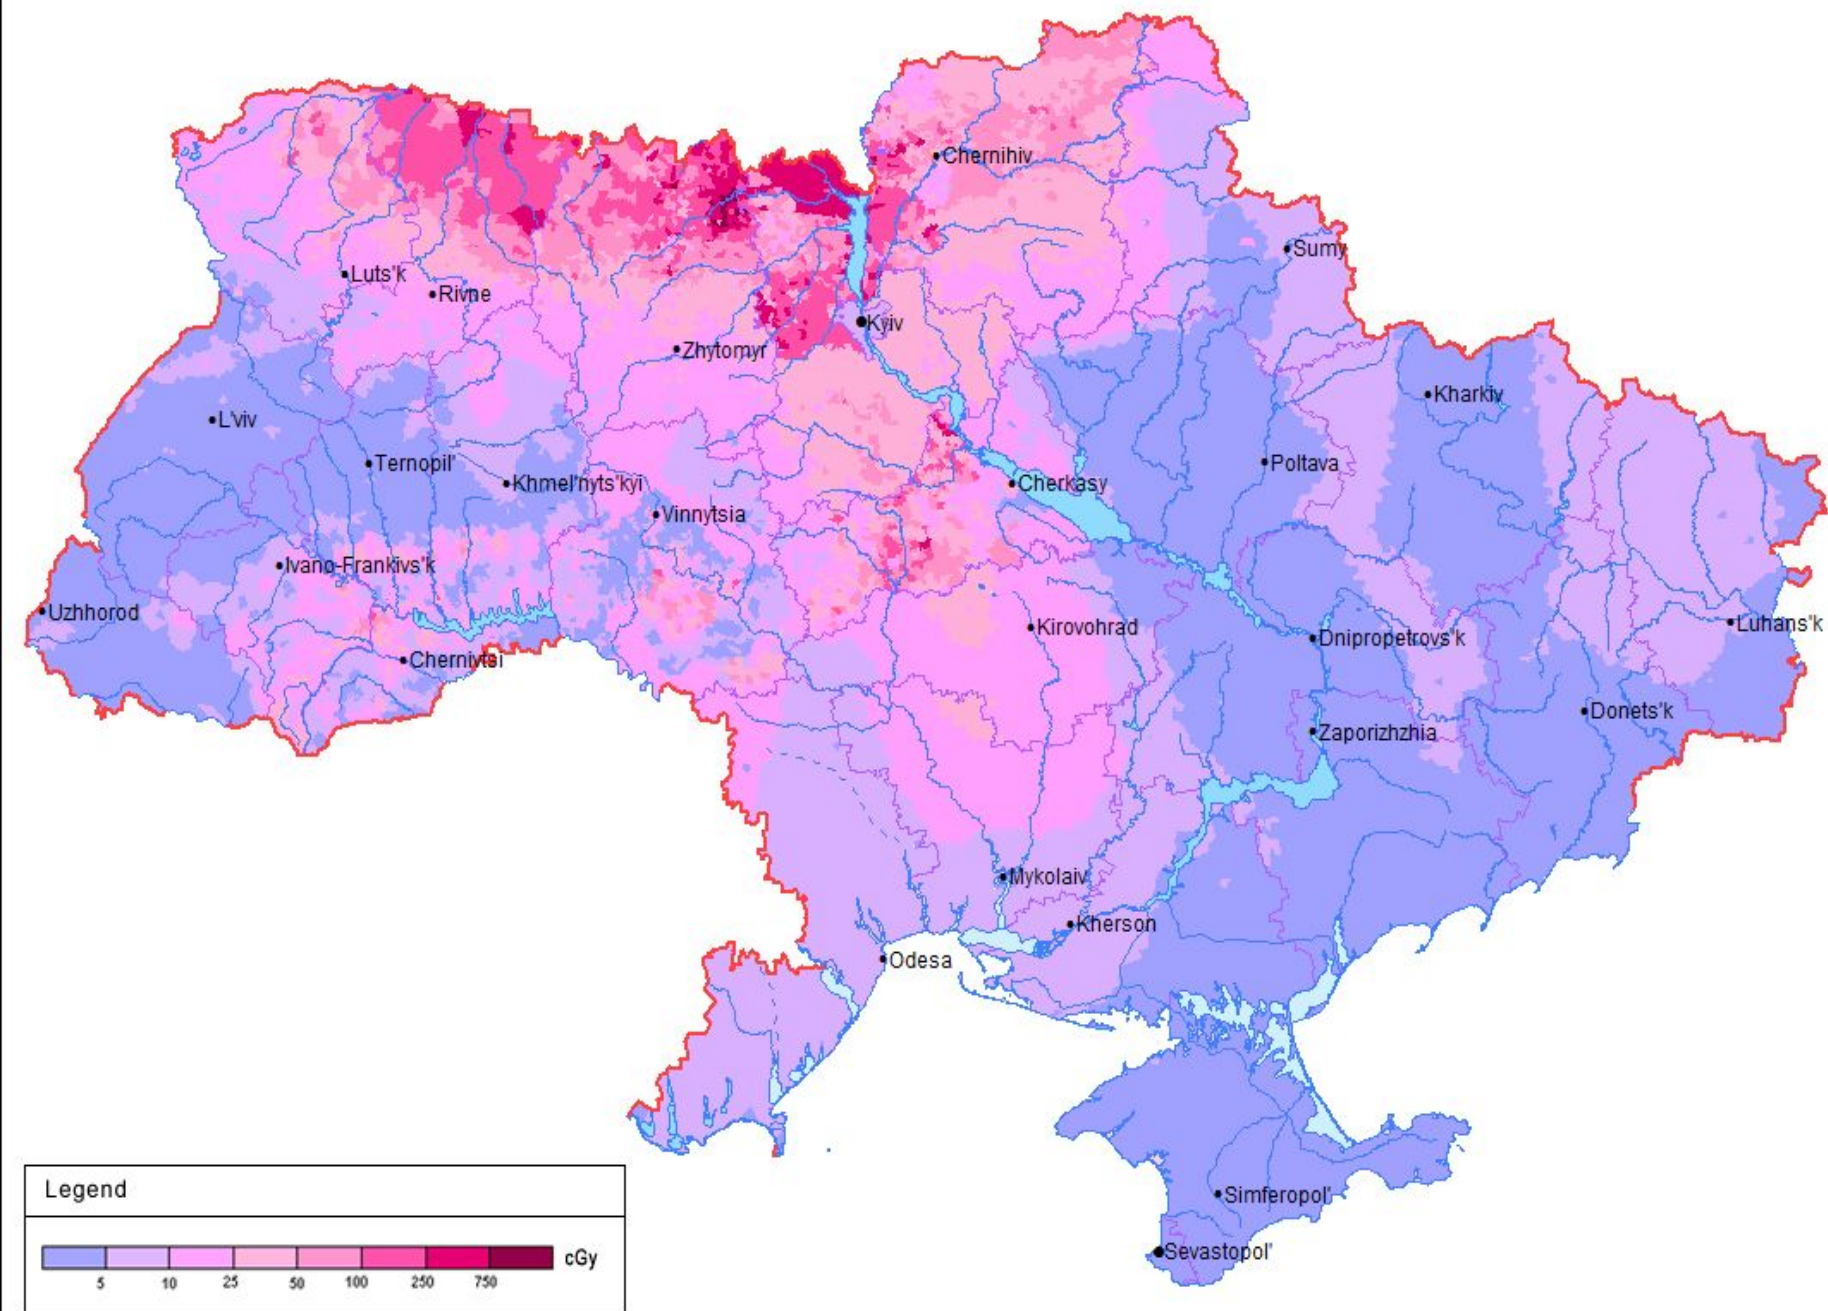 Chernihiv
Sumy
Luts'k
Rivne
Kyiv
Zhytomyr
Kharkiv
L'viv
Ternopil'
Poltava
Khmel'nyts'kyi
Cherkasy
Vinnytsia
Ivano-Frankivs'k
Uzhhorod
Kirovohrad
Luhans'k
Dnipropetrovs'k
Chernivtsi
Donets'k
Zaporizhzhia
Mykolaiv
Kherson
Odesa
Simferopol'
Sevastopol'
Legend
cGy
5 10 25 50 100 250 750